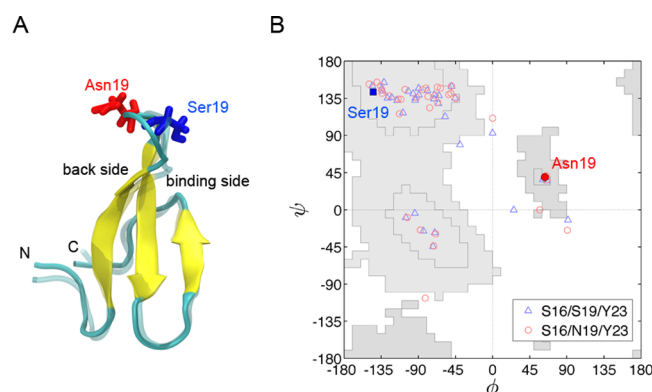 A
Asn19
Ser19
back side
binding side
N
C
B
180
135
90
45
0
-45
-90
-135
-180
ψ
Ser19
Asn19
S16/S19/Y23
S16/N19/Y23
-180 -135 -90 -45 0 45 90 135 180
ϕ